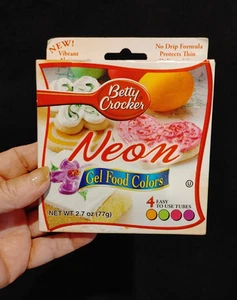 NEW!
Vibrant
No Drip Formula
Protects Thin
Betty
Crocker
Neon
Gel Food Colors
U
NET WT 2.7 oz (77g)
4 EASY
TO USE TUBES